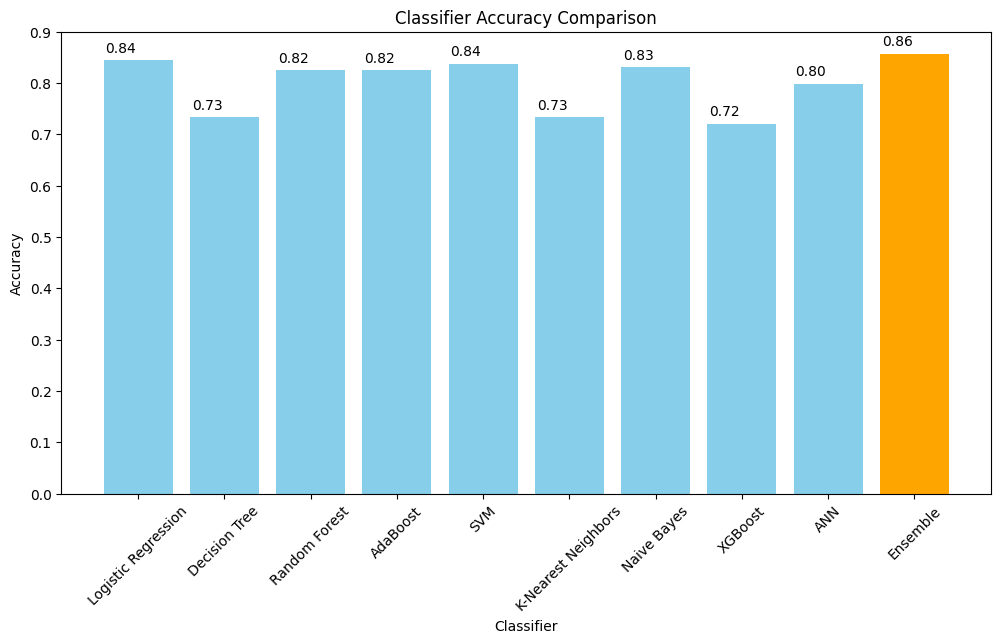 Classifier Accuracy Comparison
0.9
0.8
0.7
0.6
0.5
0.4
0.3
0.2
0.1
0.0
Accuracy
0.84
0.73
0.82
0.82
0.84
0.73
0.83
0.72
0.80
0.86
Logistic Regression
Decision Tree
Random Forest
AdaBoost
SVM
K-Nearest Neighbors
Naive Bayes
XGBoost
ANN
Ensemble
Classifier